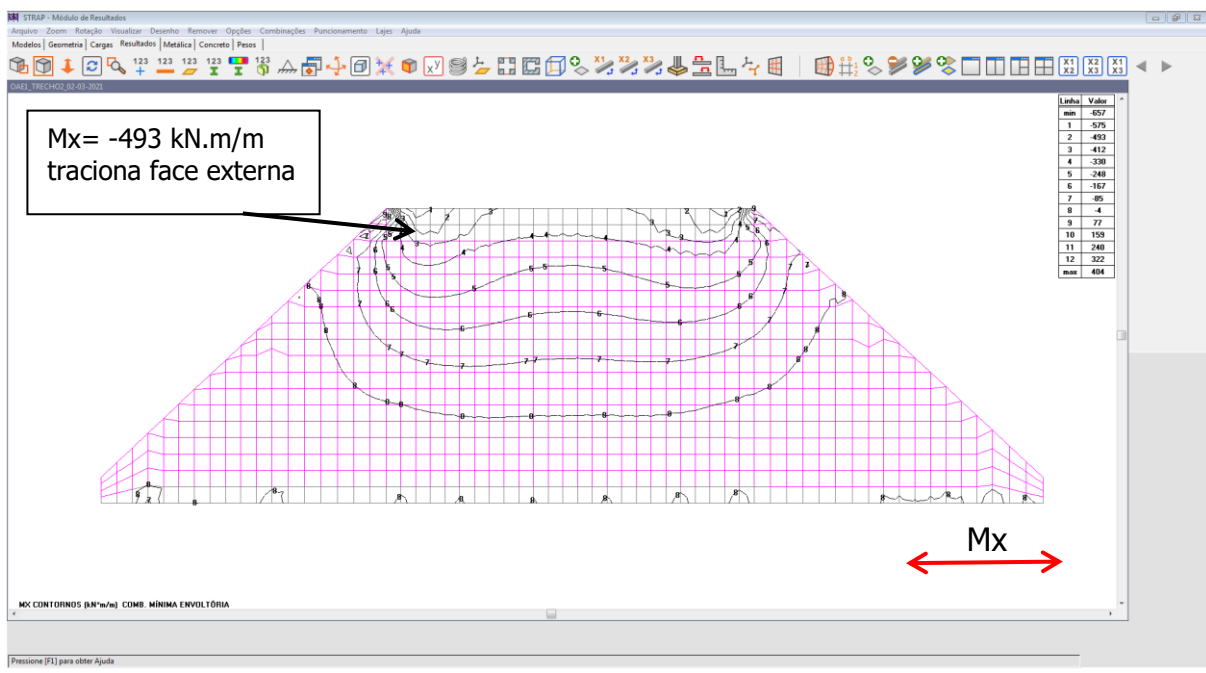 STRAP - Módulo de Resultados
Arquivo Zoom Rotação Visualizar Desenho Remover Opções Combinações Puncionamento Lajes Ajuda
Modelos Geometria Cargas Resultados Metálica Concreto Pesos
OAE1_TRECHO2_02-03-2021
Mx= -493 kN.m/m
traciona face externa
Linha Valor
min -657
1 -575
2 -493
3 -412
4 -330
5 -248
6 -167
7 -85
8 -4
9 77
10 159
11 240
12 322
max 404
Mx
MX CONTORNOS (kN*m/m) COMB. MÍNIMA ENVOLTÓRIA
Pressione [F1] para obter Ajuda